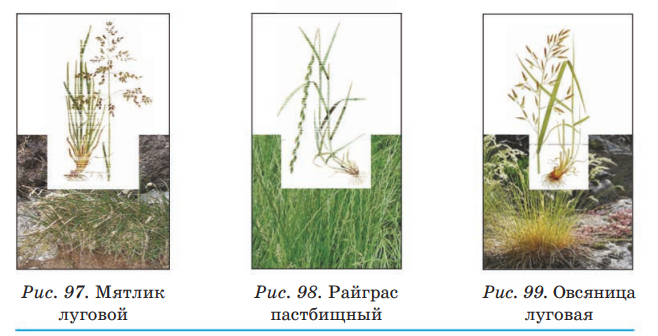 Рис. 97. Мятлик
луговой
Рис. 98. Райграс
пастбищный
Рис. 99. Овсяница
луговая